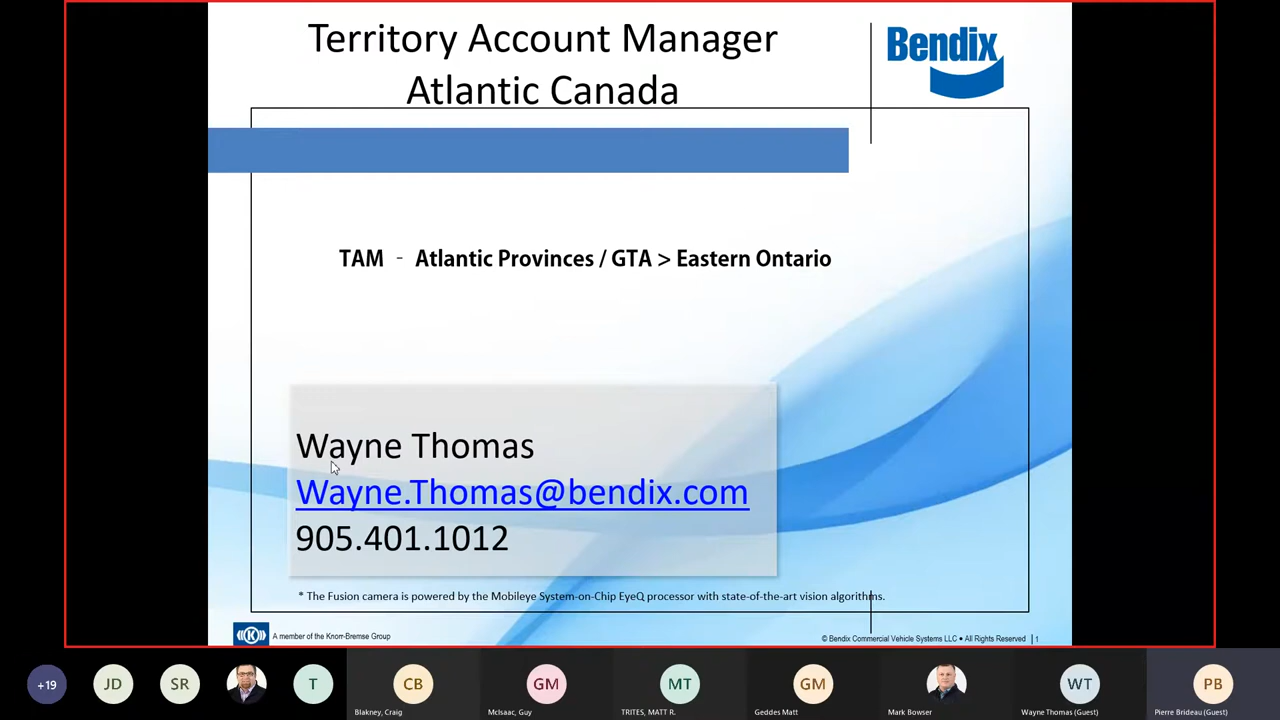 Territory Account Manager
Atlantic Canada
Bendix
TAM - Atlantic Provinces / GTA > Eastern Ontario
Wayne Thomas
Wayne.Thomas@bendix.com
905.401.1012
* The Fusion camera is powered by the Mobileye System-on-Chip EyeQ processor with state-of-the-art vision algorithms.
K
A member of the Knorr-Bremse Group
© Bendix Commercial Vehicle Systems LLC • All Rights Reserved | 1
+19
JD
SR
T
CB
GM
MT
GM
WT
PB
Blakney, Craig
McIsaac, Guy
TRITES, MATT R.
Geddes Matt
Mark Bowser
Wayne Thomas (Guest)
Pierre Brideau (Guest)